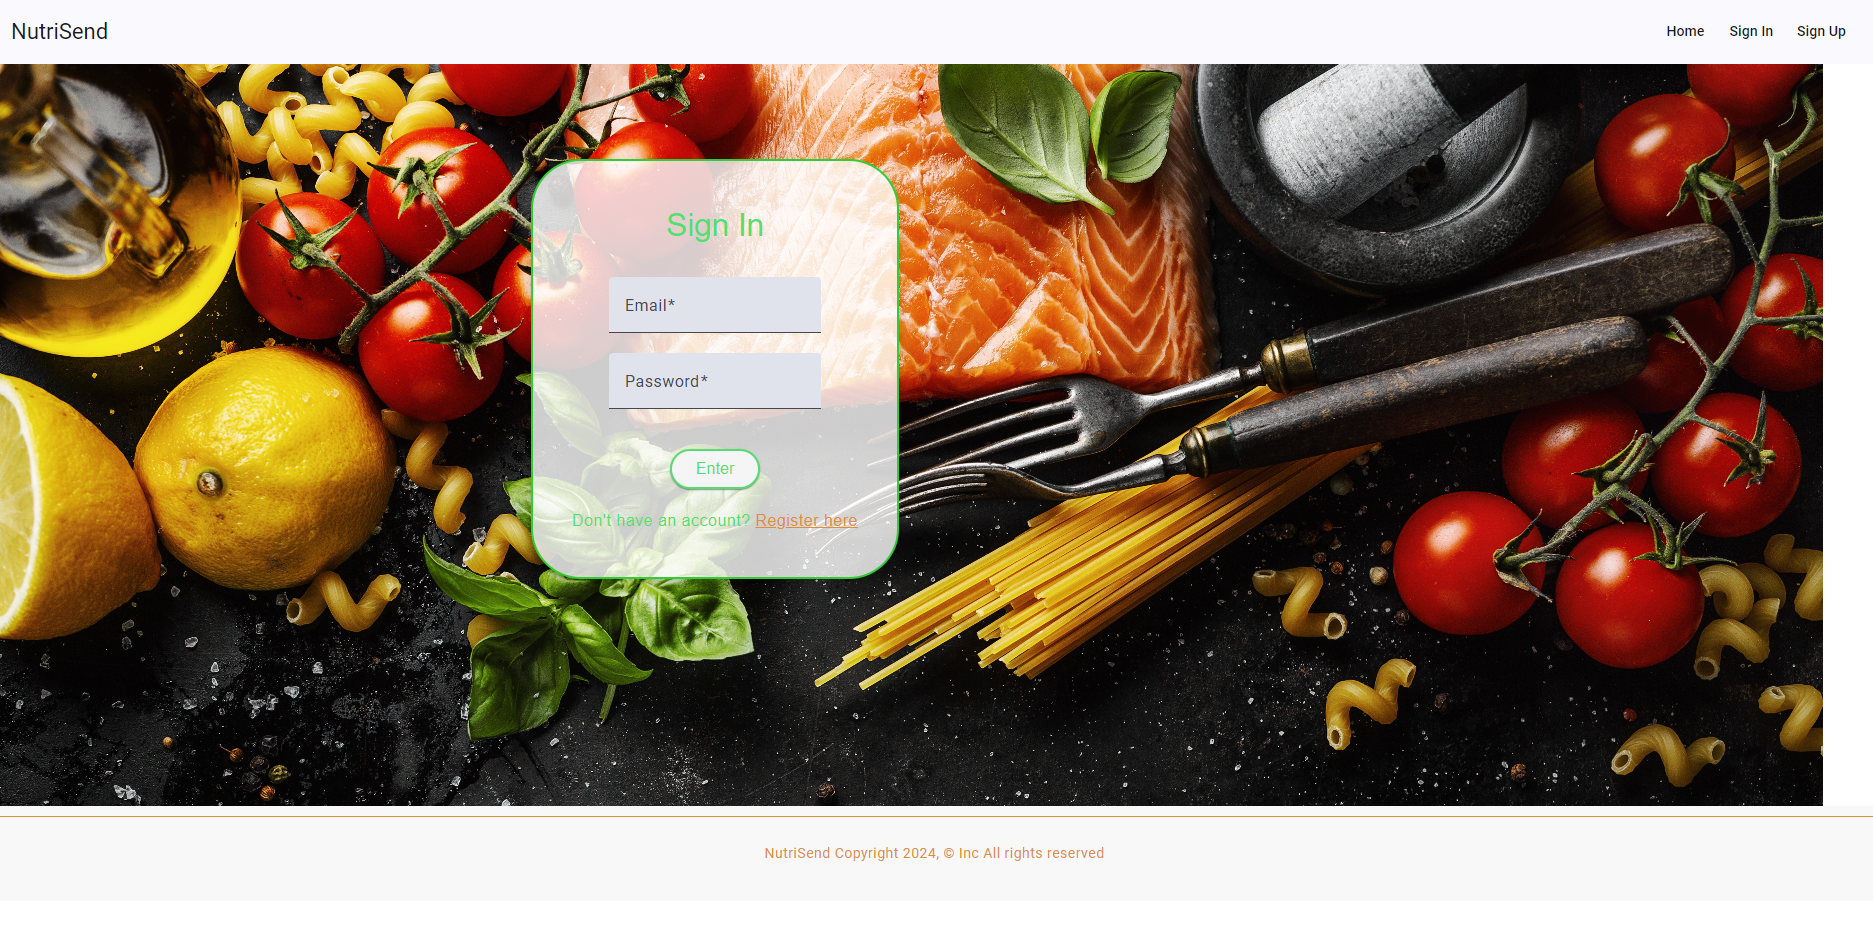 NutriSend
Home Sign In Sign Up
Sign In
Email*
Password*
Enter
Don't have an account? Register here
NutriSend Copyright 2024, © Inc All rights reserved